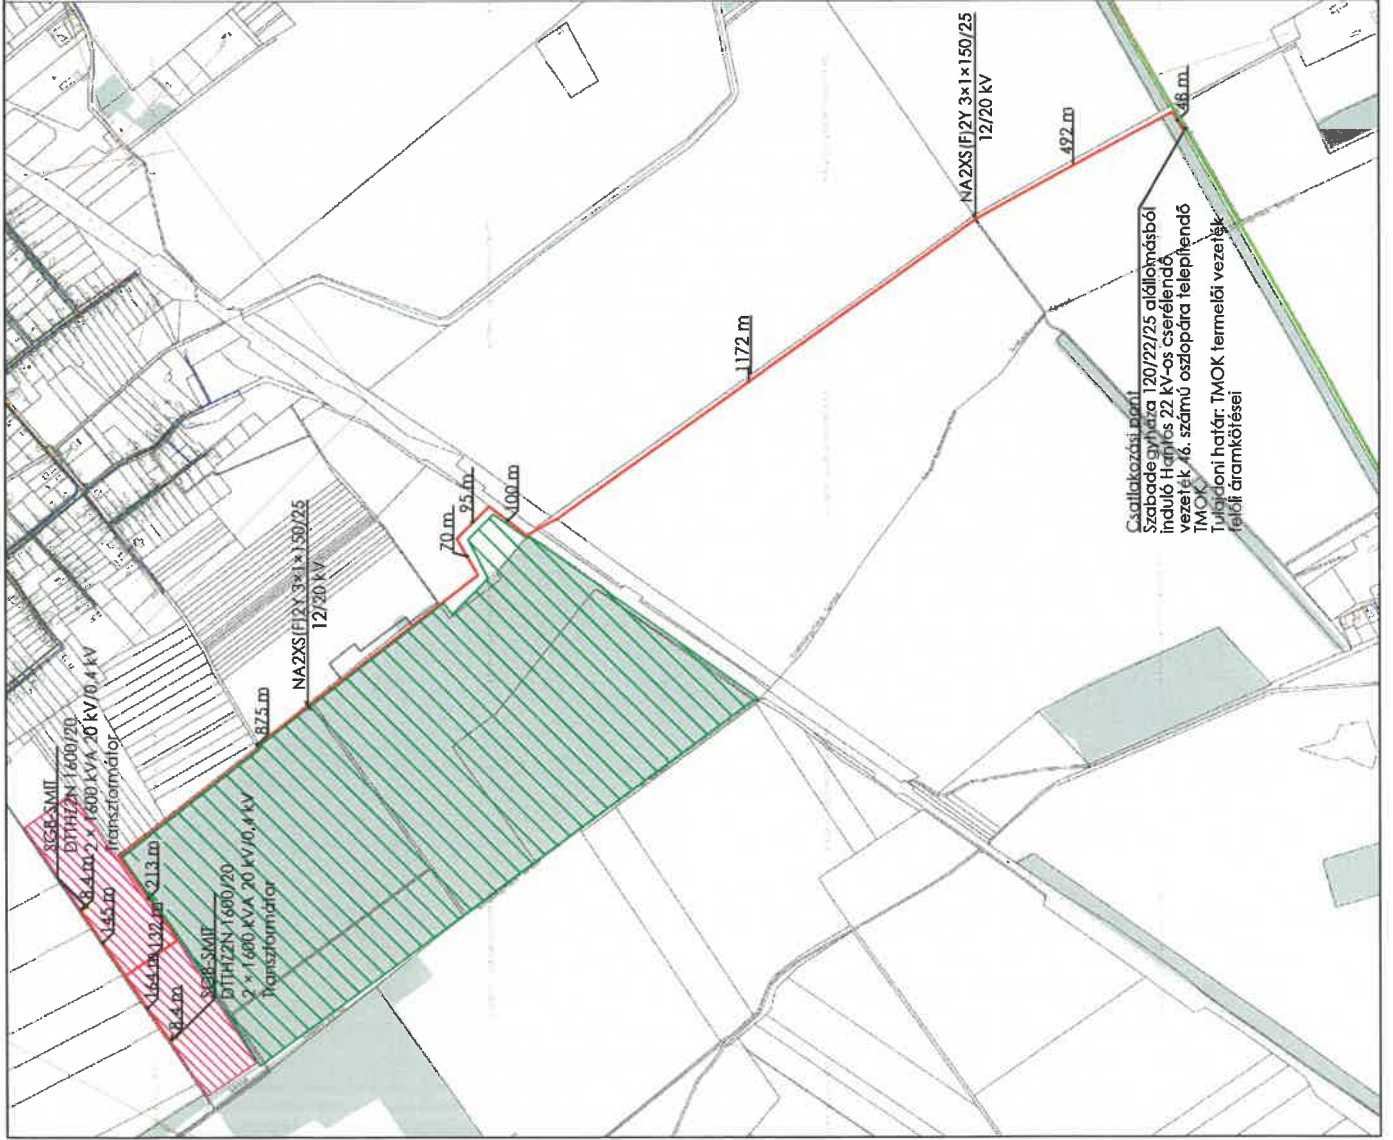 SGB-SMIT
DTTHZ2N 1600/20
2 × 1600 kVA 20 kV/0,4 kV
Transzformátor
8.4 m
145 m
213 m
132 m
164 m
8.4 m
SGB-SMIT
DTTHZ2N 1600/20
2 × 1600 kVA 20 kV/0,4 kV
Transzformátor
875 m
NA2XS(F)2Y 3×1×150/25
12/20 kV
70 m
95 m
100 m
1172 m
NA2XS(F)2Y 3×1×150/25
12/20 kV
492 m
48 m
Csatlakozási pont
Szabadegyháza 120/22/25 alállomásból
induló Hantos 22 kV-os cserélendő
vezeték 46. számú oszlopára telepítendő
TMOK
Tulajdoni határ: TMOK termelői vezeték
felőli áramkötései